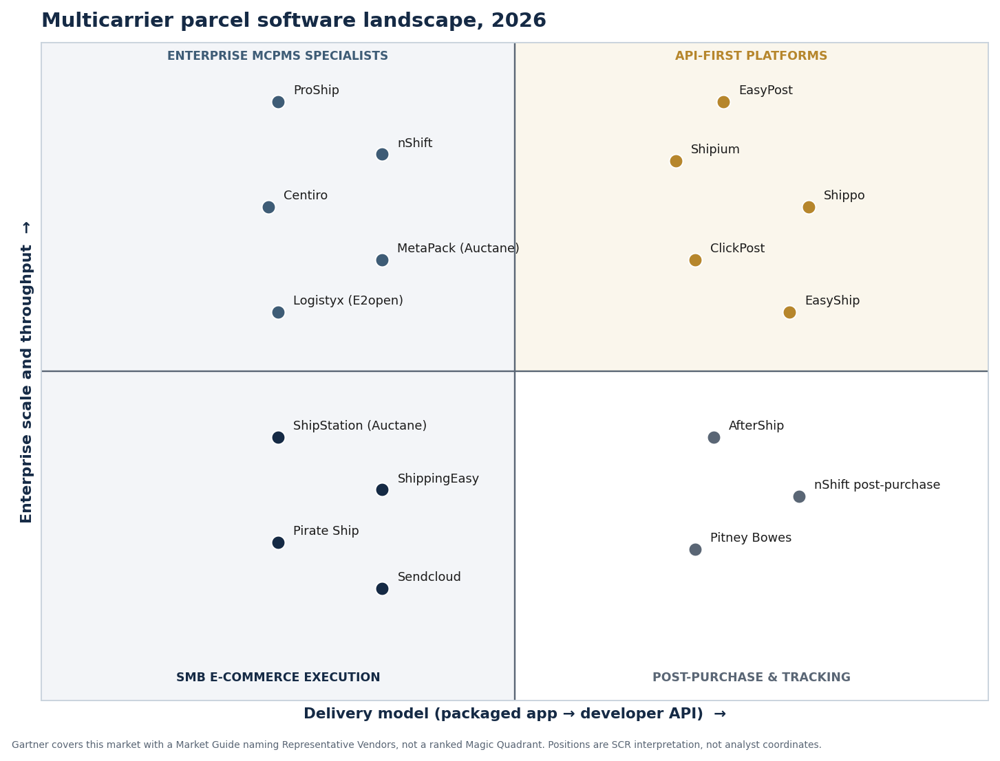 Multicarrier parcel software landscape, 2026
ENTERPRISE MCPMS SPECIALISTS
API-FIRST PLATFORMS
ProShip
EasyPost
nShift
Shipium
Centiro
Shippo
MetaPack (Auctane)
ClickPost
Logistyx (E2open)
EasyShip
Enterprise scale and throughput →
ShipStation (Auctane)
AfterShip
ShippingEasy
nShift post-purchase
Pirate Ship
Pitney Bowes
Sendcloud
SMB E-COMMERCE EXECUTION
POST-PURCHASE & TRACKING
Delivery model (packaged app → developer API) →
Gartner covers this market with a Market Guide naming Representative Vendors, not a ranked Magic Quadrant. Positions are SCR interpretation, not analyst coordinates.